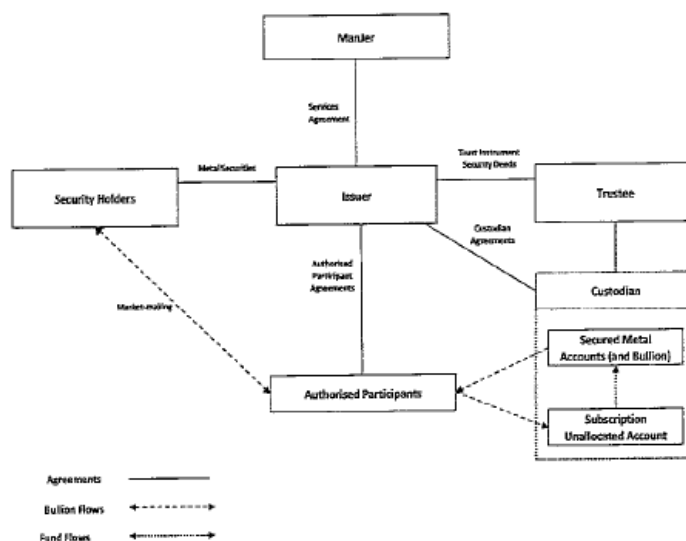 ManJer
Services
Agreement
Metal Securities
Trust Instrument
Security Deeds
Security Holders
Issuer
Trustee
Custodian
Agreements
Authorised
Participant
Agreements
Market-making
Custodian
Secured Metal
Accounts (and Bullion)
Authorised Participants
Subscription
Unallocated Account
Agreements
Bullion Flows
Fund Flows